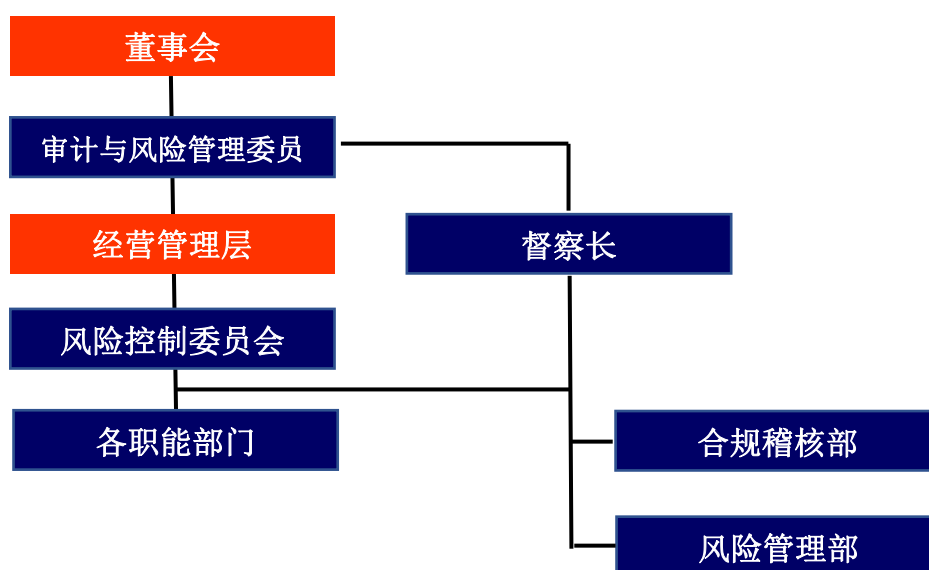 董事会
审计与风险管理委员
经营管理层
督察长
风险控制委员会
各职能部门
合规稽核部
风险管理部